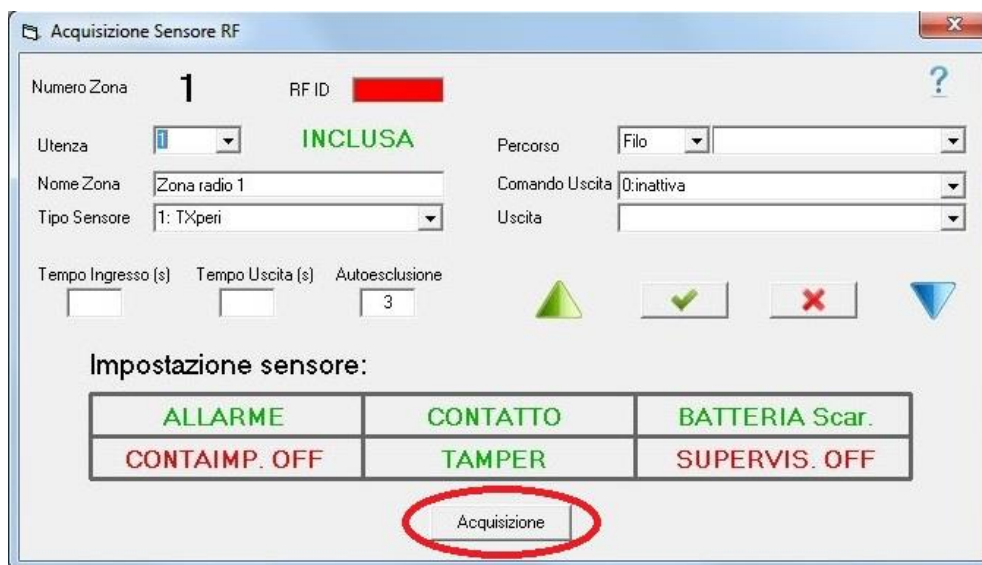 Acquisizione Sensore RF
Numero Zona 1 RF ID ?
Utenza 1 INCLUSA Percorso Filo
Nome Zona Zona radio 1 Comando Uscita 0:inattiva
Tipo Sensore 1: TXperi Uscita
Tempo Ingresso (s) Tempo Uscita (s) Autoesclusione
3
Impostazione sensore:
ALLARME CONTATTO BATTERIA Scar.
CONTAIMP. OFF TAMPER SUPERVIS. OFF
Acquisizione